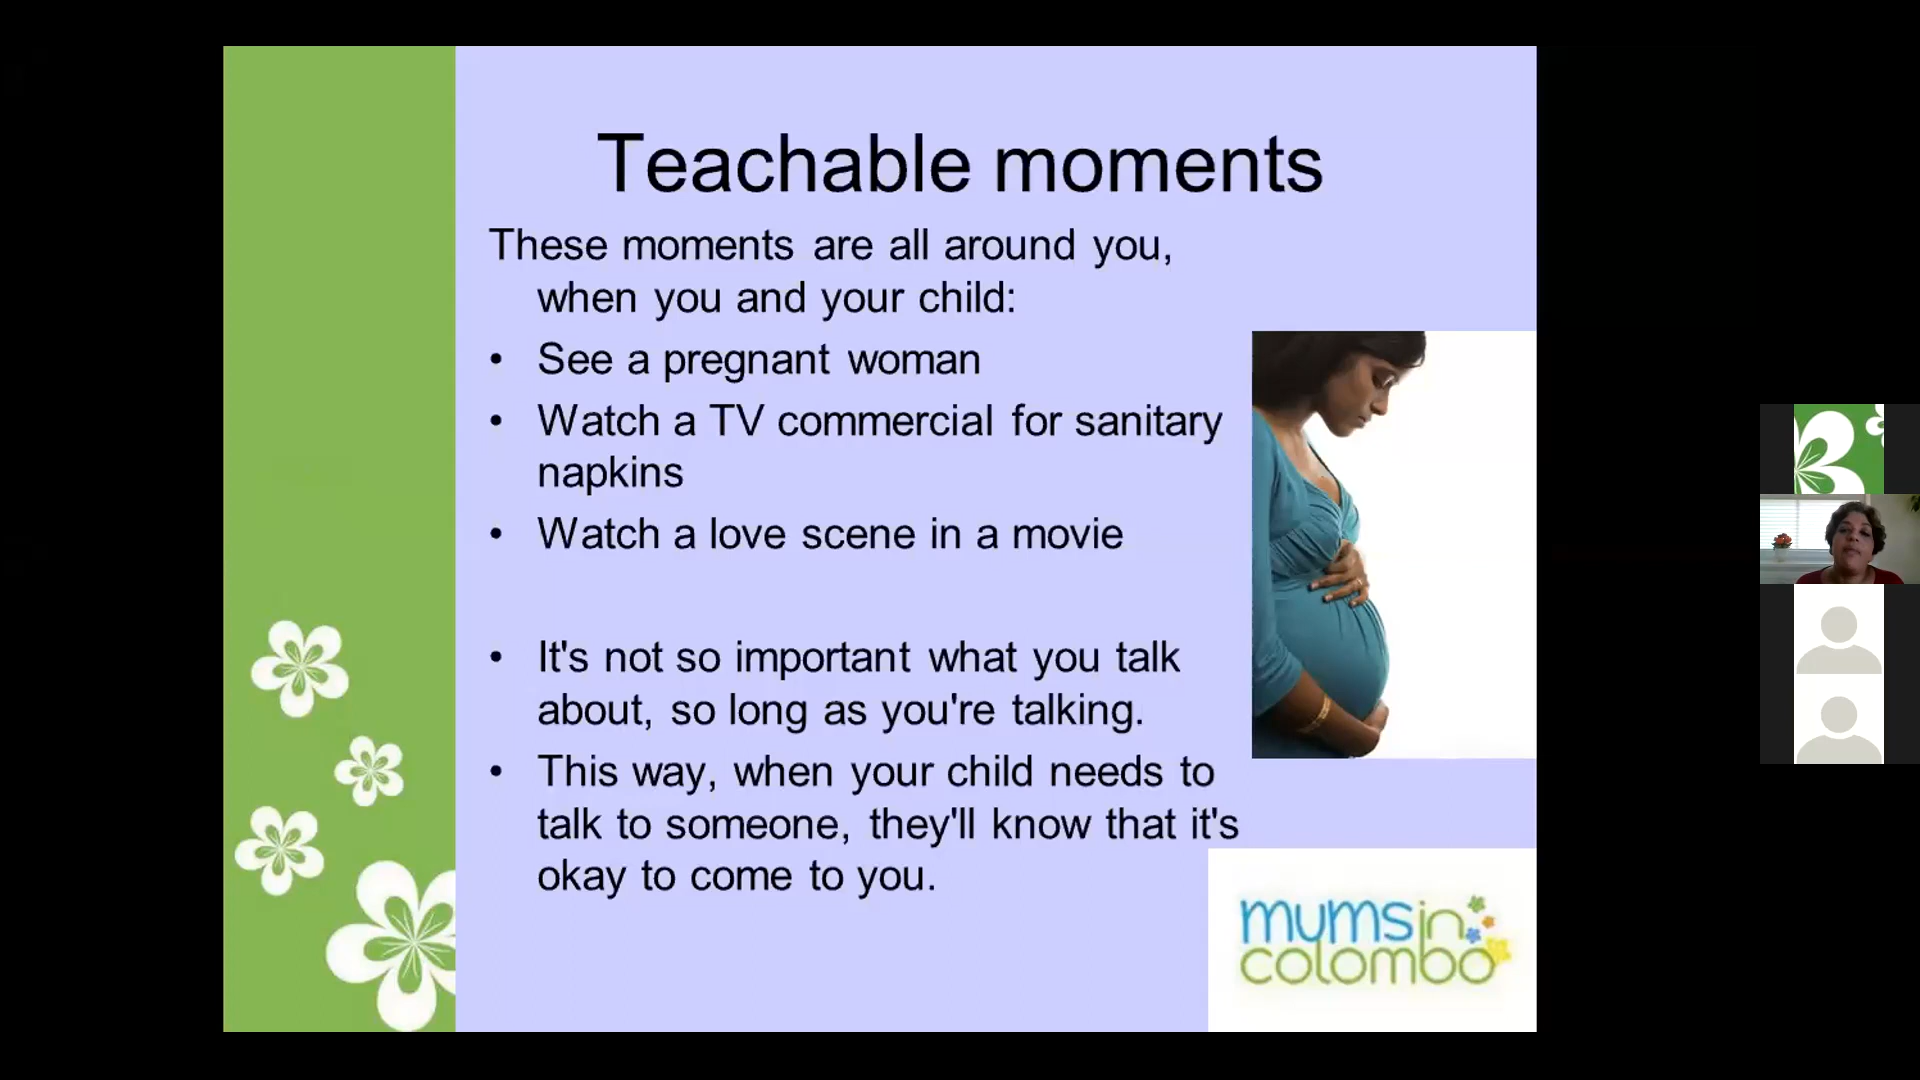 Teachable moments
These moments are all around you,
when you and your child:
• See a pregnant woman
• Watch a TV commercial for sanitary
napkins
• Watch a love scene in a movie
• It's not so important what you talk
about, so long as you're talking.
• This way, when your child needs to
talk to someone, they'll know that it's
okay to come to you.
mums in
colombo